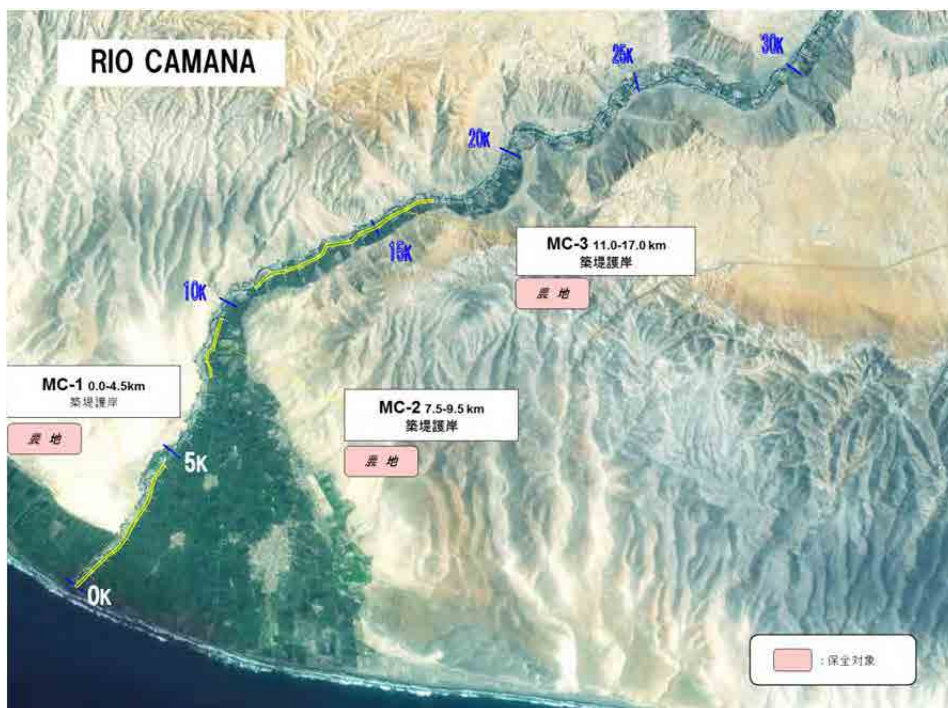 RIO CAMANA
30K
25K
20K
15K
10K
MC-3 11.0-17.0 km
築堤護岸
農地
MC-1 0.0-4.5km
築堤護岸
農地
MC-2 7.5-9.5 km
築堤護岸
農地
5K
0K
:保全対象